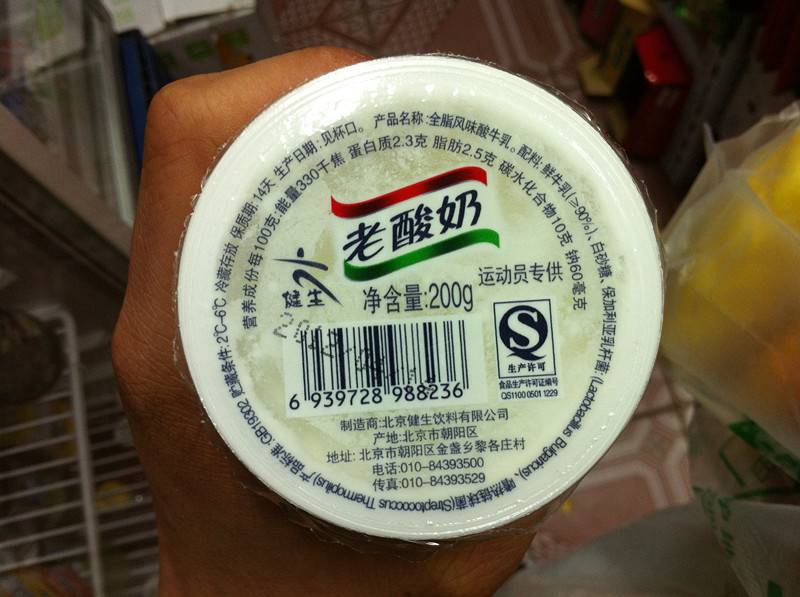 产品名称:全脂风味酸牛乳。配料:鲜牛乳(≥90%)、白砂糖、保加利亚乳杆菌(Lactobacillus Bulgaricus)、嗜热链球菌(Streptococcus Thermoplius)产品标准:GB19302 贮藏条件:2℃-6℃ 冷藏存放 保质期:14天 生产日期:见杯口。
营养成份每100克:能量330千焦 蛋白质2.3克 脂肪2.5克 碳水化合物10克 钠60毫克
老酸奶
健生
运动员专供
净含量:200g
生产许可
食品生产许可证编号
QS1100 0501 1229
6 939728 988236
制造商:北京健生饮料有限公司
产地:北京市朝阳区
地址:北京市朝阳区金盏乡黎各庄村
电话:010-84393500
传真:010-84393529